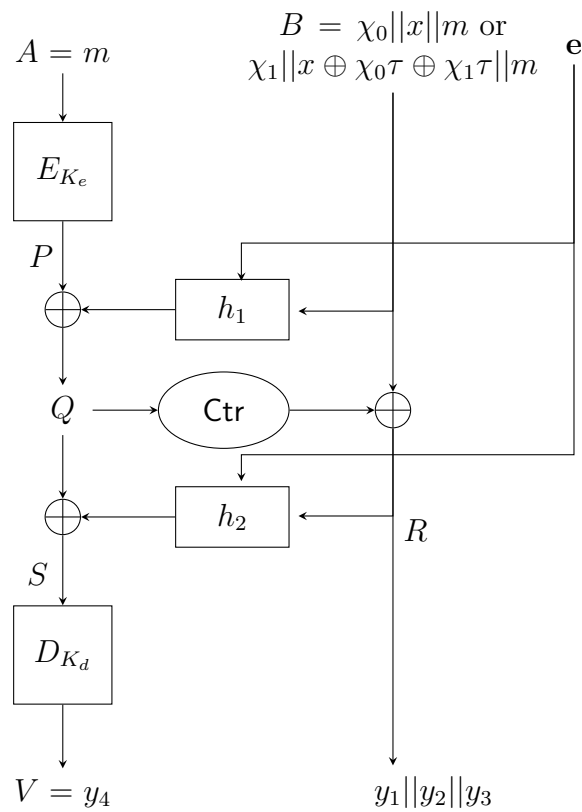 B = χ₀||x||m or
A = m
χ₁||x ⊕ χ₀τ ⊕ χ₁τ||m
e
E_{K_e}
P
h₁
Q
Ctr
h₂
R
S
D_{K_d}
V = y₄
y₁||y₂||y₃